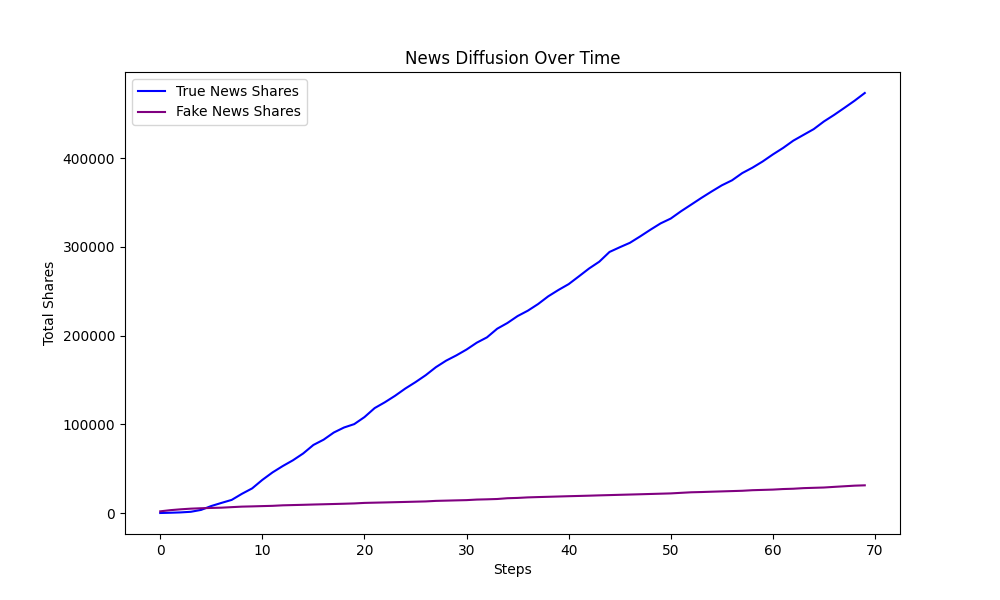 News Diffusion Over Time
True News Shares
Fake News Shares
400000
300000
200000
100000
0
Total Shares
0 10 20 30 40 50 60 70
Steps